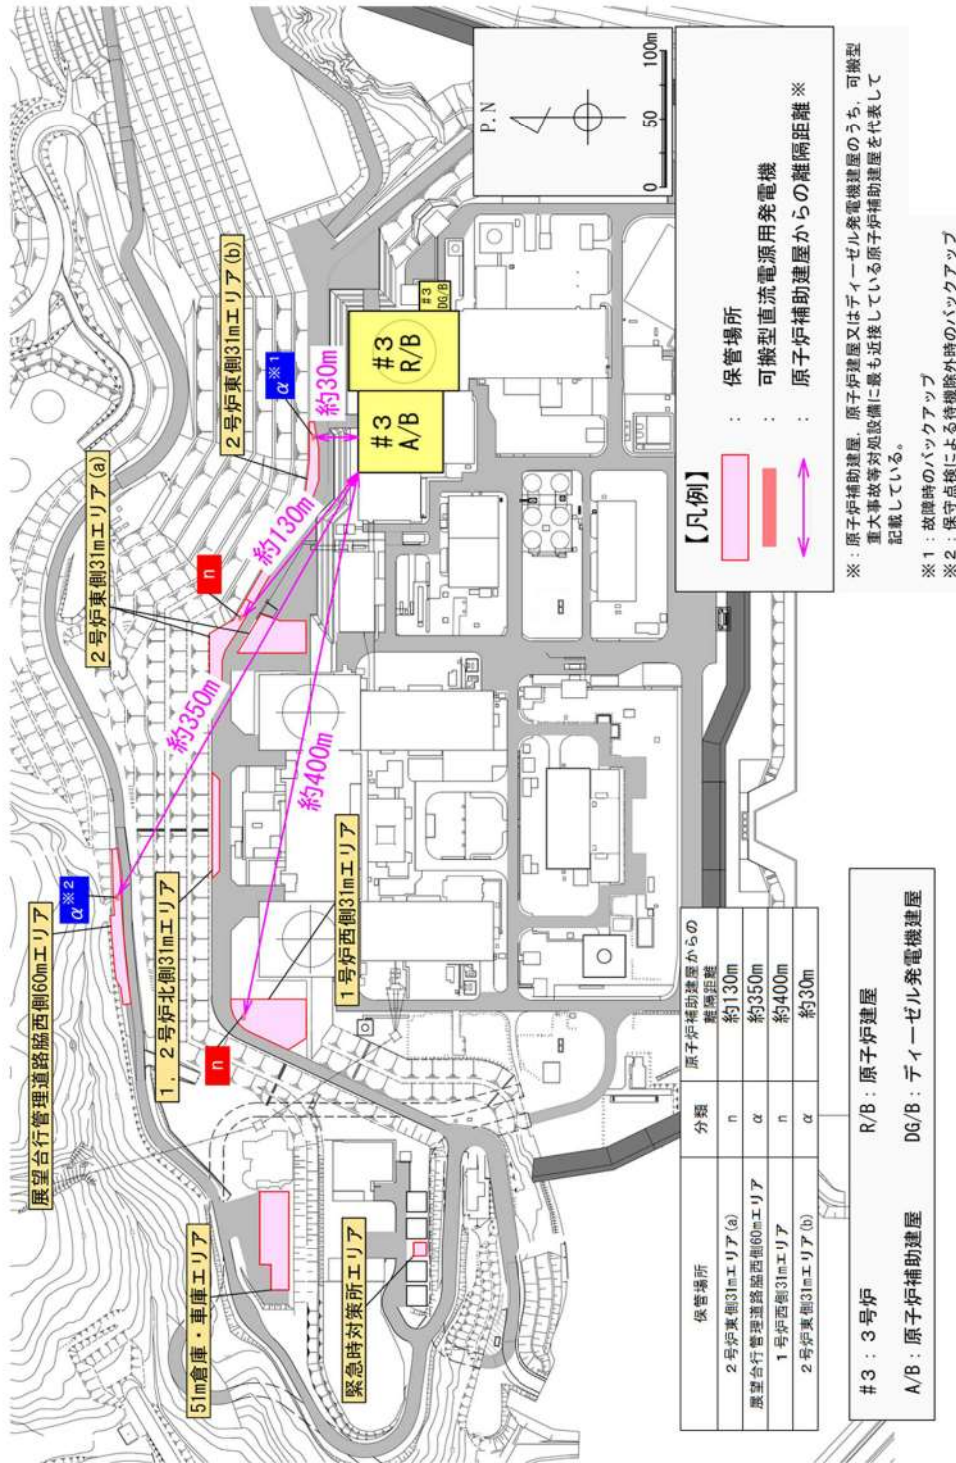 展望台行管理道路脇西側60mエリア
α※2
1，2号炉北側31mエリア
51m倉庫・車庫エリア
緊急時対策所エリア
n
1号炉西側31mエリア
約350m
約400m
2号炉東側31mエリア(a)
n
約130m
2号炉東側31mエリア(b)
α※1
約30m
#3
A/B
#3
R/B
#3
DG/B
P.N
0 50 100m
【凡例】
： 保管場所
： 可搬型直流電源用発電機
： 原子炉補助建屋からの離隔距離※
※：原子炉補助建屋，原子炉建屋又はディーゼル発電機建屋のうち，可搬型
重大事故等対処設備に最も近接している原子炉補助建屋を代表して
記載している。
※1：故障時のバックアップ
※2：保守点検による待機除外時のバックアップ
保管場所 分類 原子炉補助建屋からの
離隔距離
2号炉東側31mエリア(a) n 約130m
展望台行管理道路脇西側60mエリア α 約350m
1号炉西側31mエリア n 約400m
2号炉東側31mエリア(b) α 約30m
#3：3号炉 R/B：原子炉建屋
A/B：原子炉補助建屋 DG/B：ディーゼル発電機建屋